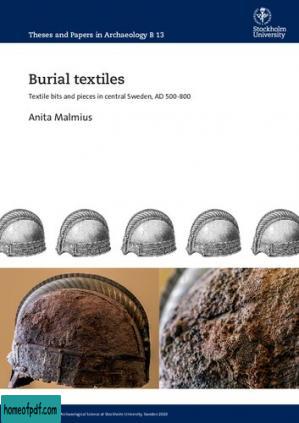 Theses and Papers in Archaeology B 13
Stockholm
University
Burial textiles
Textile bits and pieces in central Sweden, AD 500-800
Anita Malmius
Archaeological Science at Stockholm University, Sweden 2020
homeofpdf.com